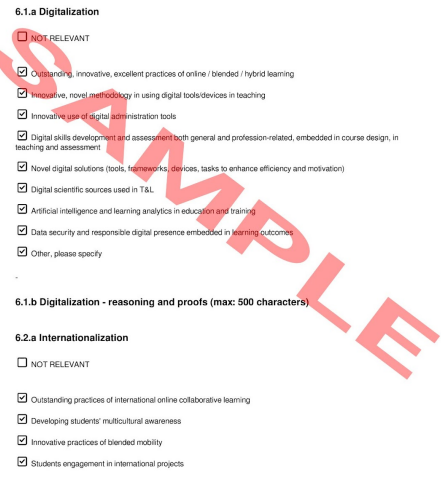 6.1.a Digitalization
NOT RELEVANT
Outstanding, innovative, excellent practices of online / blended / hybrid learning
Innovative, novel methodology in using digital tools/devices in teaching
Innovative use of digital administration tools
Digital skills development and assessment both general and profession-related, embedded in course design, in
teaching and assessment
Novel digital solutions (tools, frameworks, devices, tasks to enhance efficiency and motivation)
Digital scientific sources used in T&L
Artificial intelligence and learning analytics in education and training
Data security and responsible digital presence embedded in learning outcomes
Other, please specify
-
6.1.b Digitalization - reasoning and proofs (max: 500 characters)
6.2.a Internationalization
NOT RELEVANT
Outstanding practices of international online collaborative learning
Developing students' multicultural awareness
Innovative practices of blended mobility
Students engagement in international projects
SAMPLE